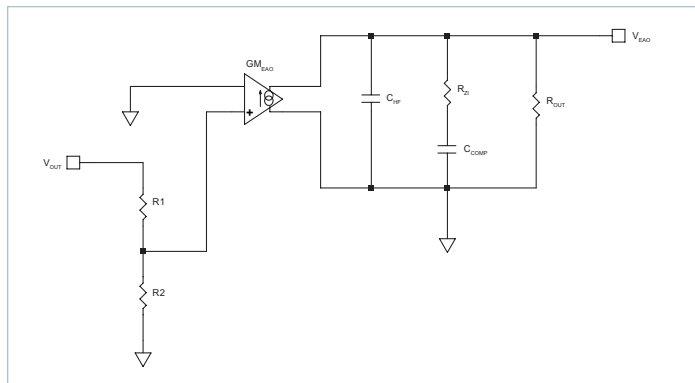 V_EAO
GM_EAO
+
C_HF
R_ZI
R_OUT
C_COMP
V_OUT
R1
R2